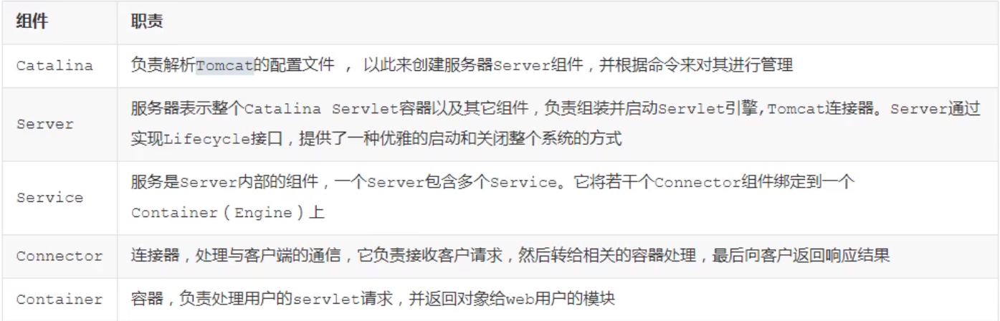 组件 职责
Catalina 负责解析Tomcat的配置文件 , 以此来创建服务器Server组件，并根据命令来对其进行管理
服务器表示整个Catalina Servlet容器以及其它组件，负责组装并启动Servlet引擎,Tomcat连接器。Server通过
Server
实现Lifecycle接口，提供了一种优雅的启动和关闭整个系统的方式
服务是Server内部的组件，一个Server包含多个Service。它将若干个Connector组件绑定到一个
Service
Container（Engine）上
Connector 连接器，处理与客户端的通信，它负责接收客户请求，然后转给相关的容器处理，最后向客户返回响应结果
Container 容器，负责处理用户的servlet请求，并返回对象给web用户的模块